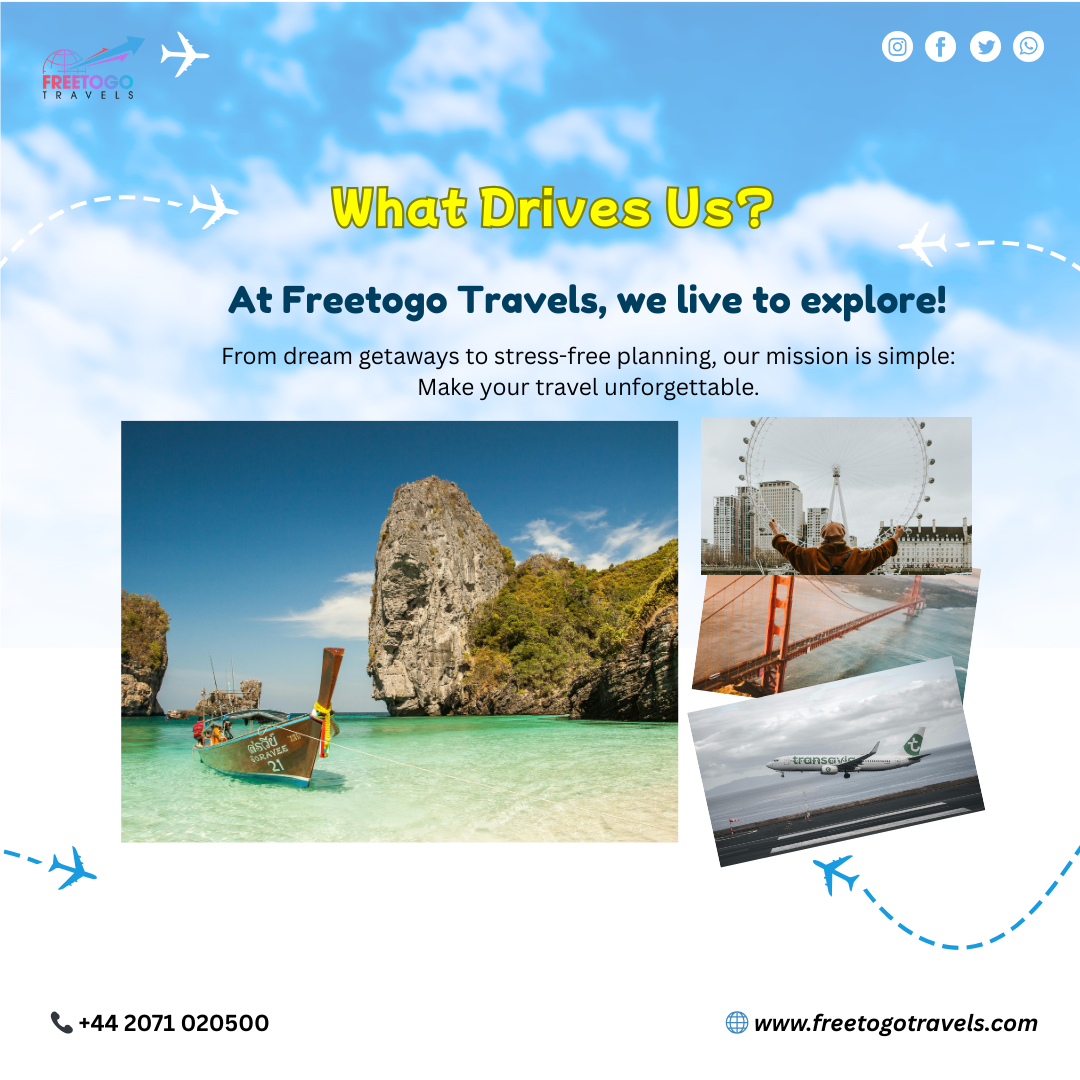 FREETOGO
TRAVELS
What Drives Us?
At Freetogo Travels, we live to explore!
From dream getaways to stress-free planning, our mission is simple:
Make your travel unforgettable.
21
transavia
t
+44 2071 020500
www.freetogotravels.com